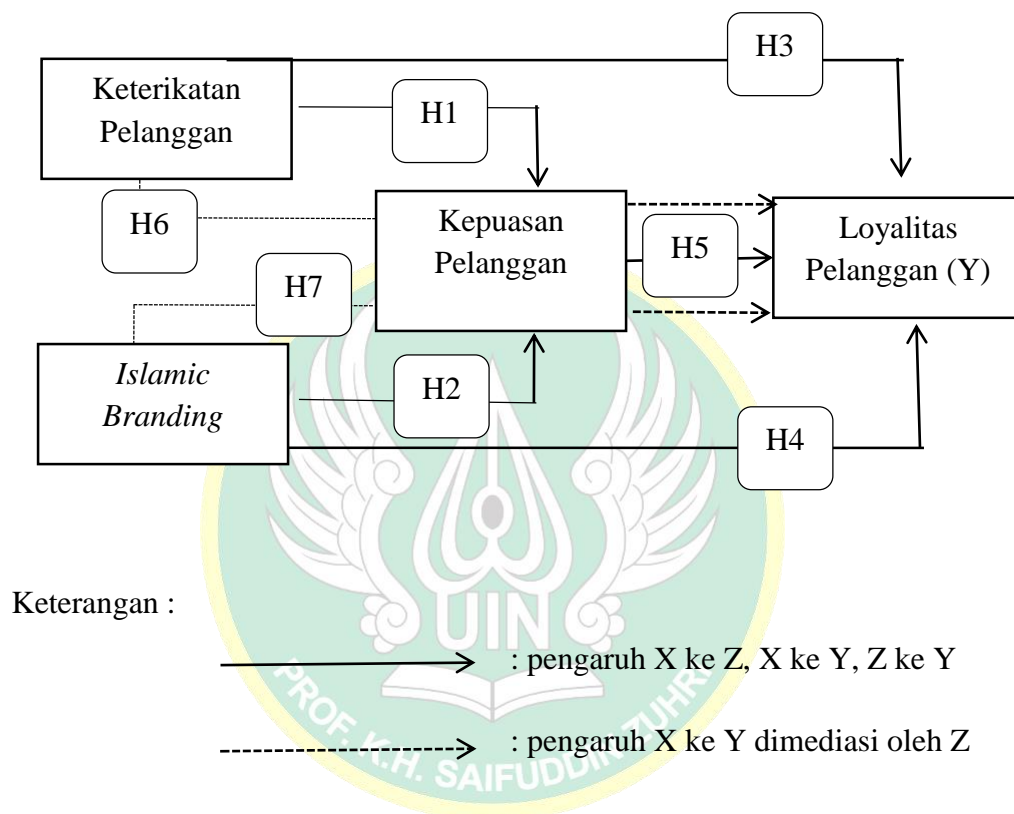 H3
Keterikatan
Pelanggan
H1
H6
Kepuasan
Pelanggan
H5
Loyalitas
Pelanggan (Y)
H7
Islamic
Branding
H2
H4
Keterangan :
: pengaruh X ke Z, X ke Y, Z ke Y
: pengaruh X ke Y dimediasi oleh Z
UIN
PROF. K.H. SAIFUDDIN ZUHRI